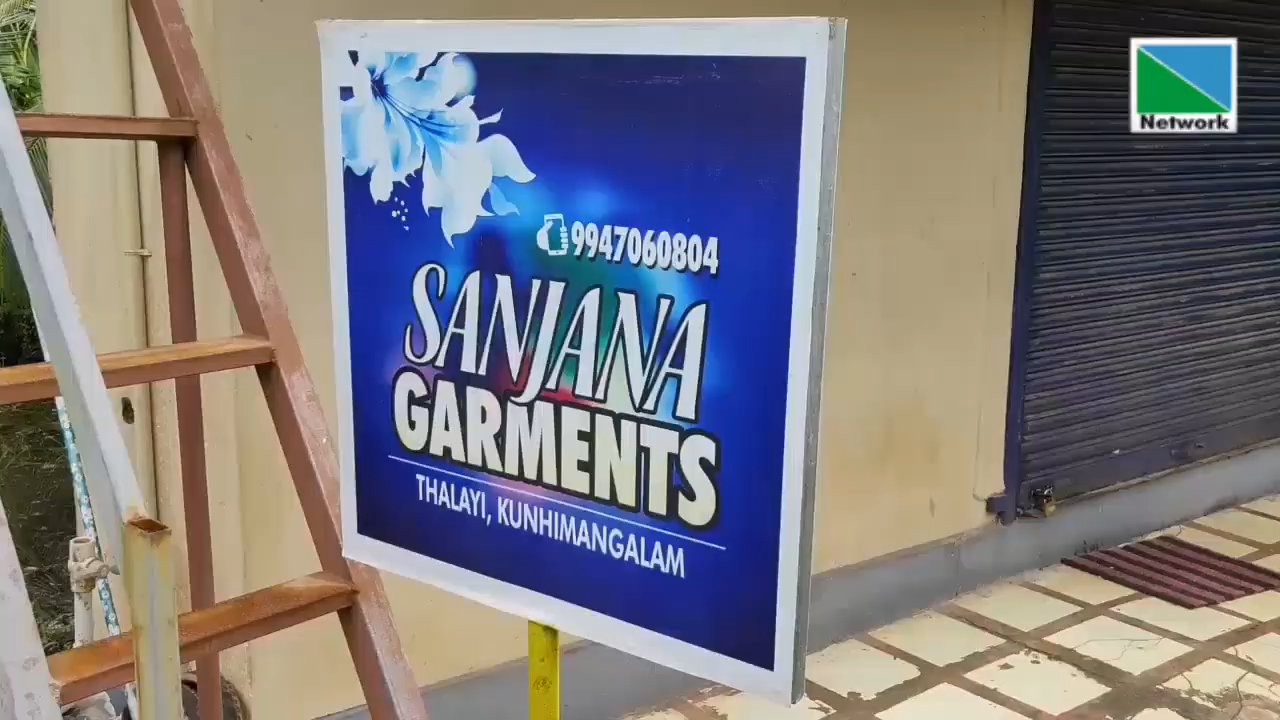 Network
9947060804
SANJANA
GARMENTS
THALAYI, KUNHIMANGALAM